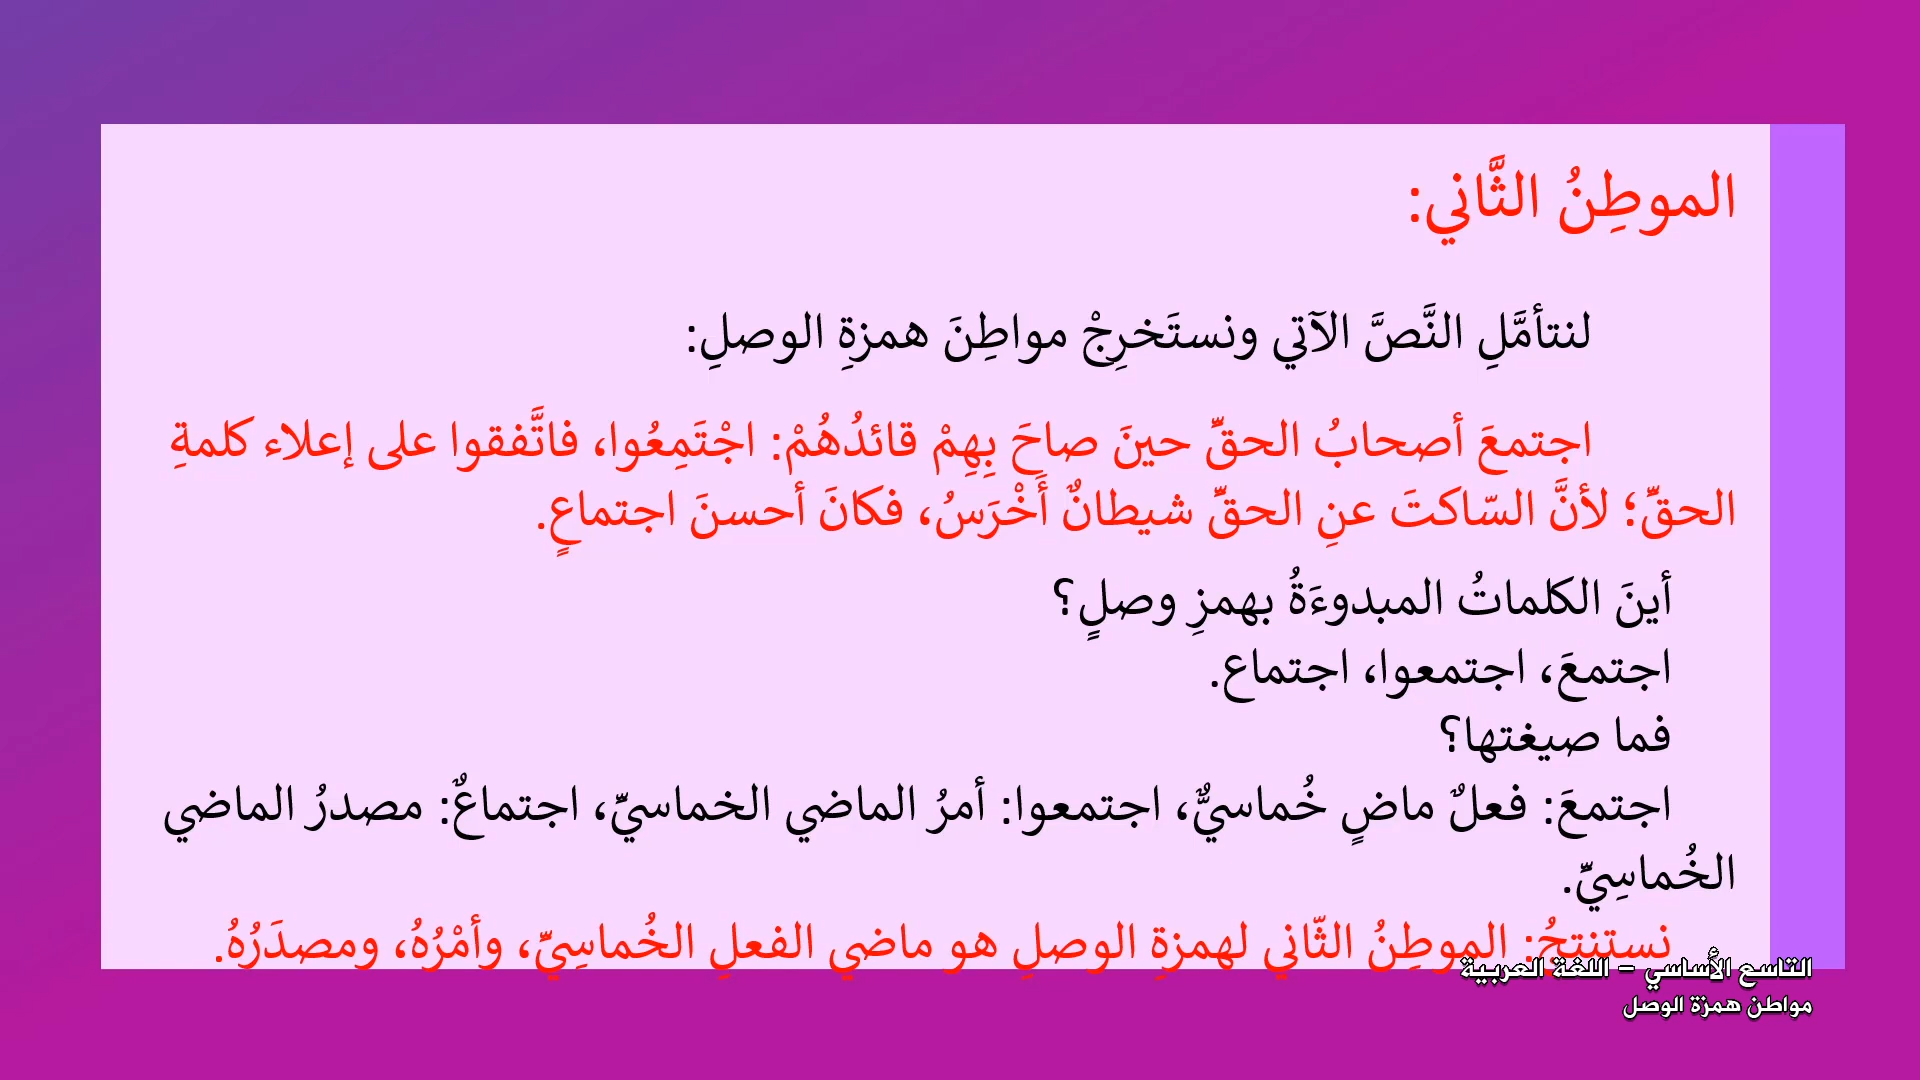 الموطِنُ الثَّاني:
لنتأمَّلِ النَّصَّ الآتي ونستَخرِجْ مواطِنَ همزةِ الوصلِ:
اجتمعَ أصحابُ الحقِّ حينَ صاحَ بِهِمْ قائدُهُمْ: اجْتَمِعُوا، فاتَّفقوا على إعلاء كلمةِ
الحقِّ؛ لأنَّ السّاكتَ عنِ الحقِّ شيطانٌ أَخْرَسُ، فكانَ أحسنَ اجتماعٍ.
أينَ الكلماتُ المبدوءَةُ بهمزِ وصلٍ؟
اجتمعَ، اجتمعوا، اجتماع.
فما صيغتها؟
اجتمعَ: فعلٌ ماضٍ خُماسيٌّ، اجتمعوا: أمرُ الماضي الخماسيِّ، اجتماعٌ: مصدرُ الماضي
الخُماسِيِّ.
نستنتجُ: الموطِنُ الثّاني لهمزةِ الوصلِ هو ماضي الفعلِ الخُماسِيِّ، وأمْرُهُ، ومصدَرُهُ.
التاسع الأساسي – اللغة العربية
مواطن همزة الوصل